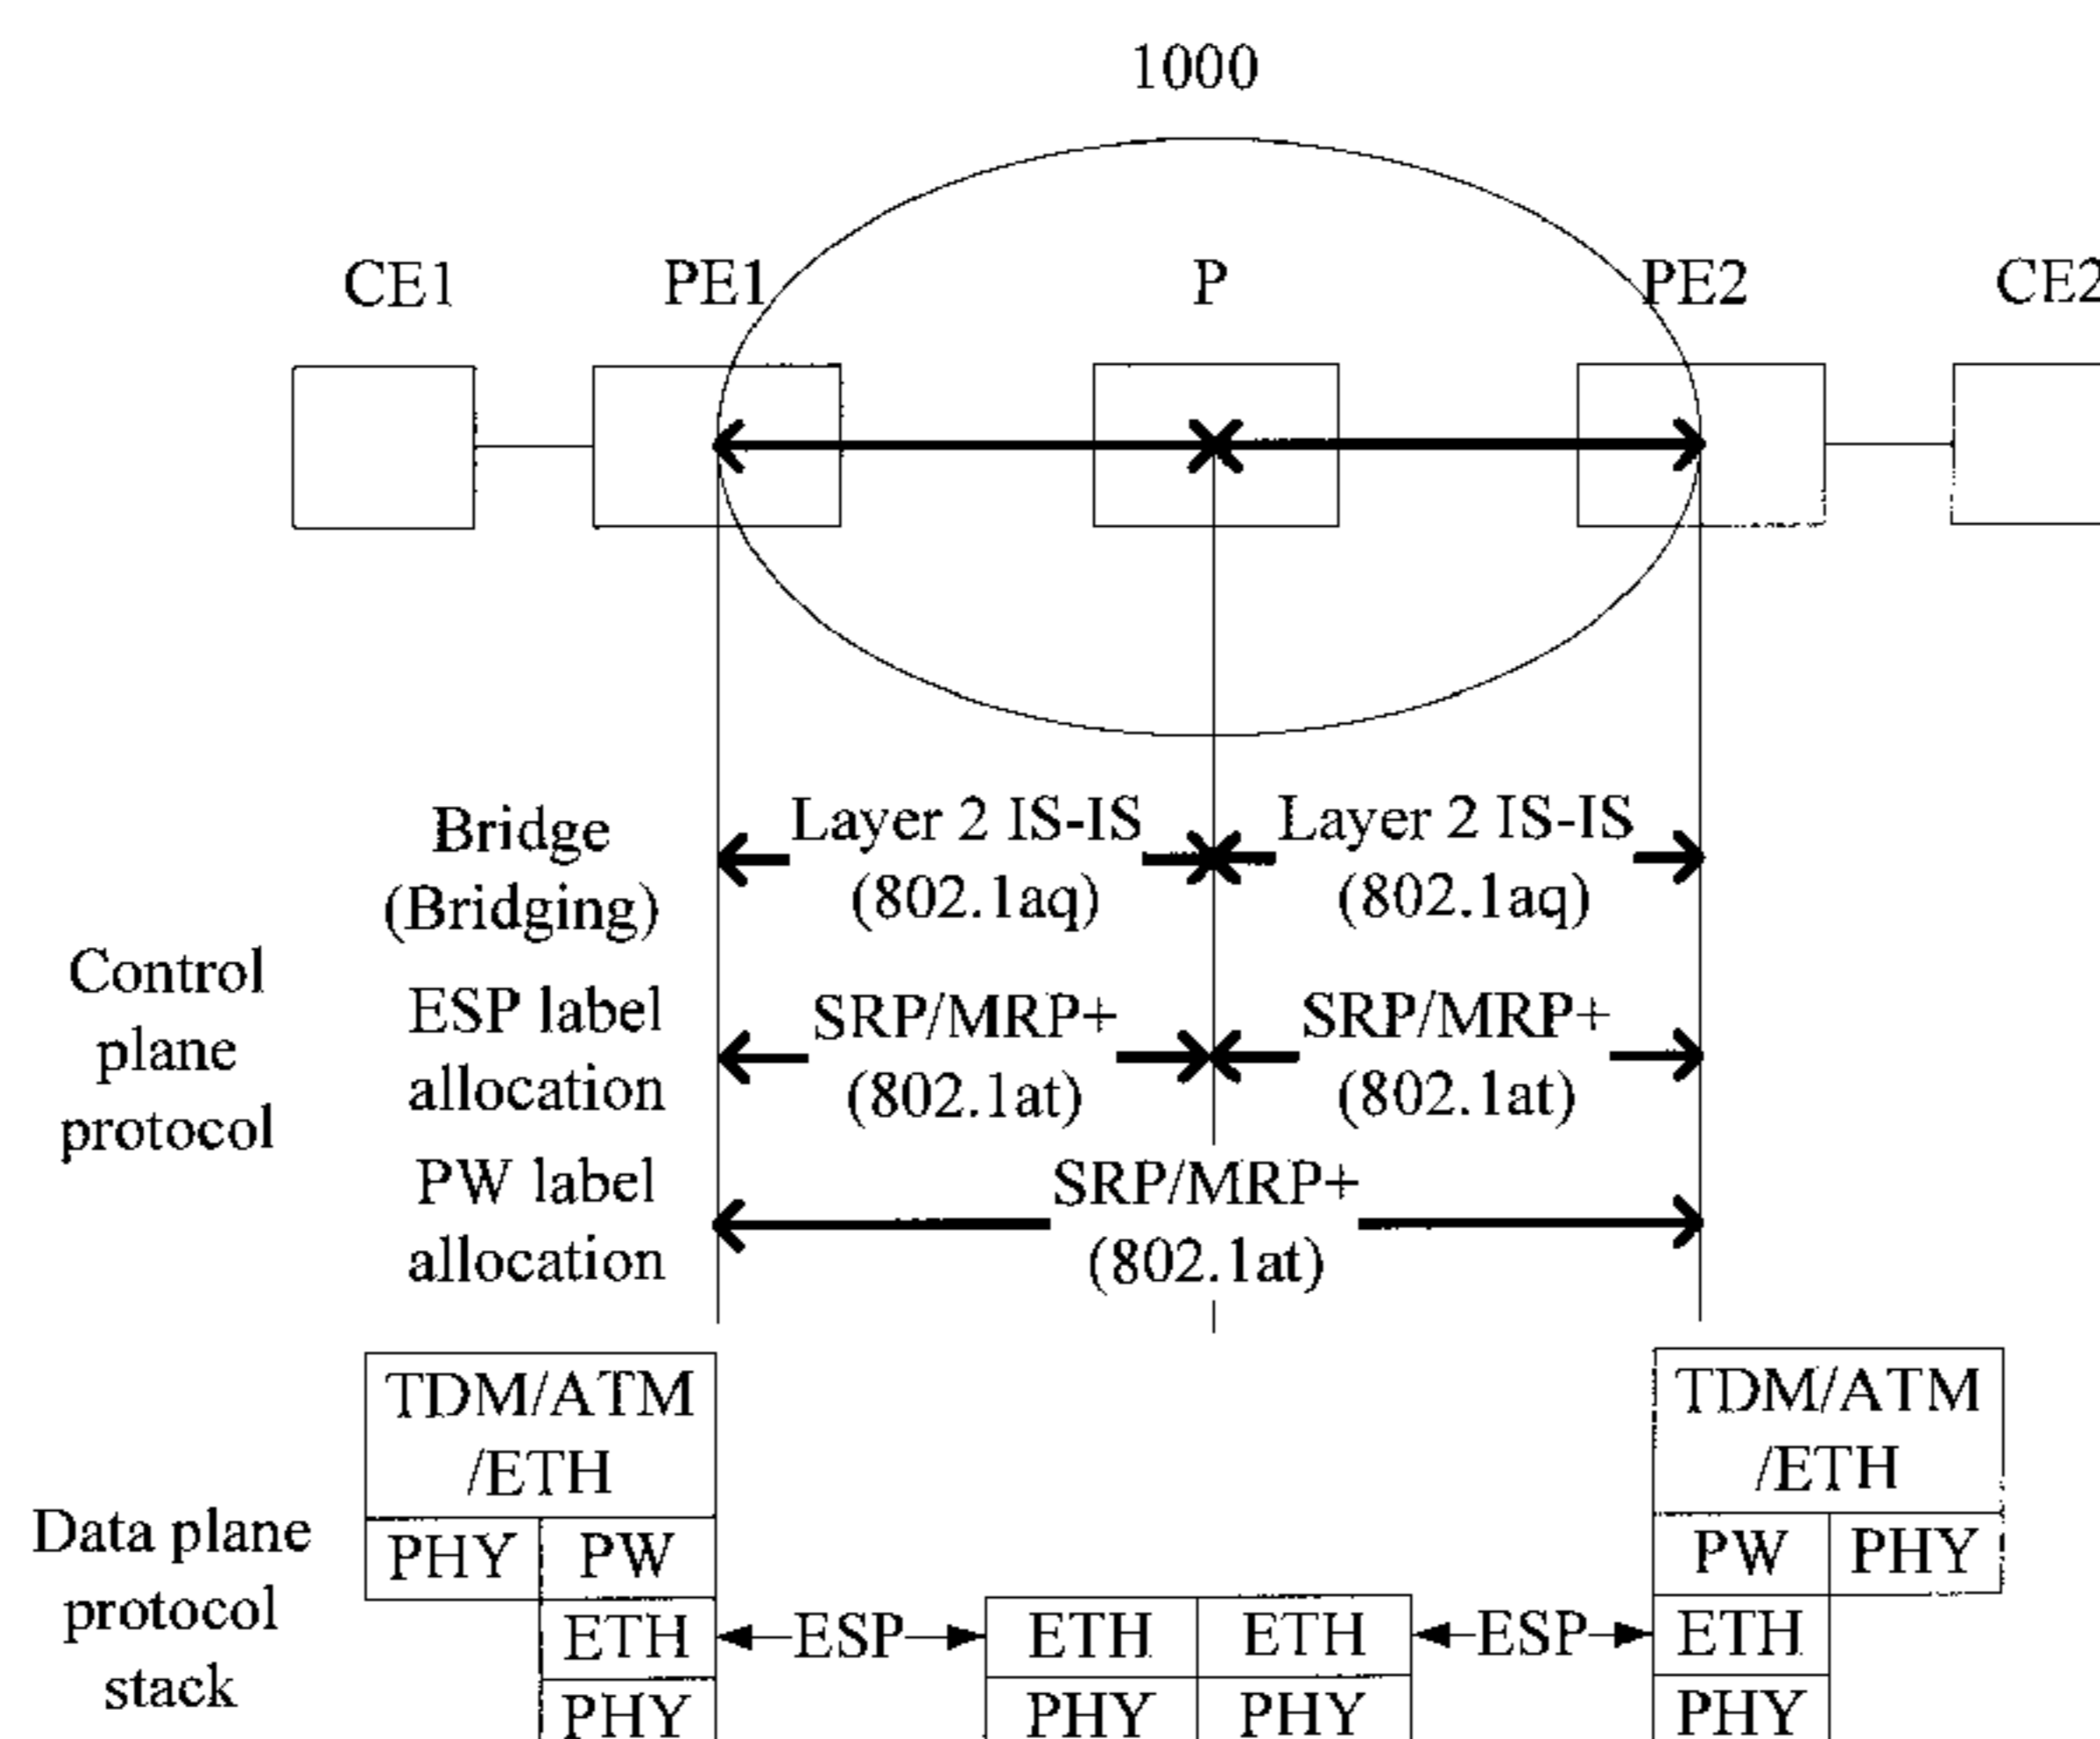 1000
CE1 PE1 P PE2 CE2
Bridge
(Bridging)
Layer 2 IS-IS
(802.1aq)
Layer 2 IS-IS
(802.1aq)
Control
plane
protocol
ESP label
allocation
SRP/MRP+
(802.1at)
SRP/MRP+
(802.1at)
PW label
allocation
SRP/MRP+
(802.1at)
Data plane
protocol
stack
TDM/ATM
/ETH
PHY PW
ETH
PHY
ESP
ETH ETH
PHY PHY
ESP
TDM/ATM
/ETH
PW PHY
ETH
PHY